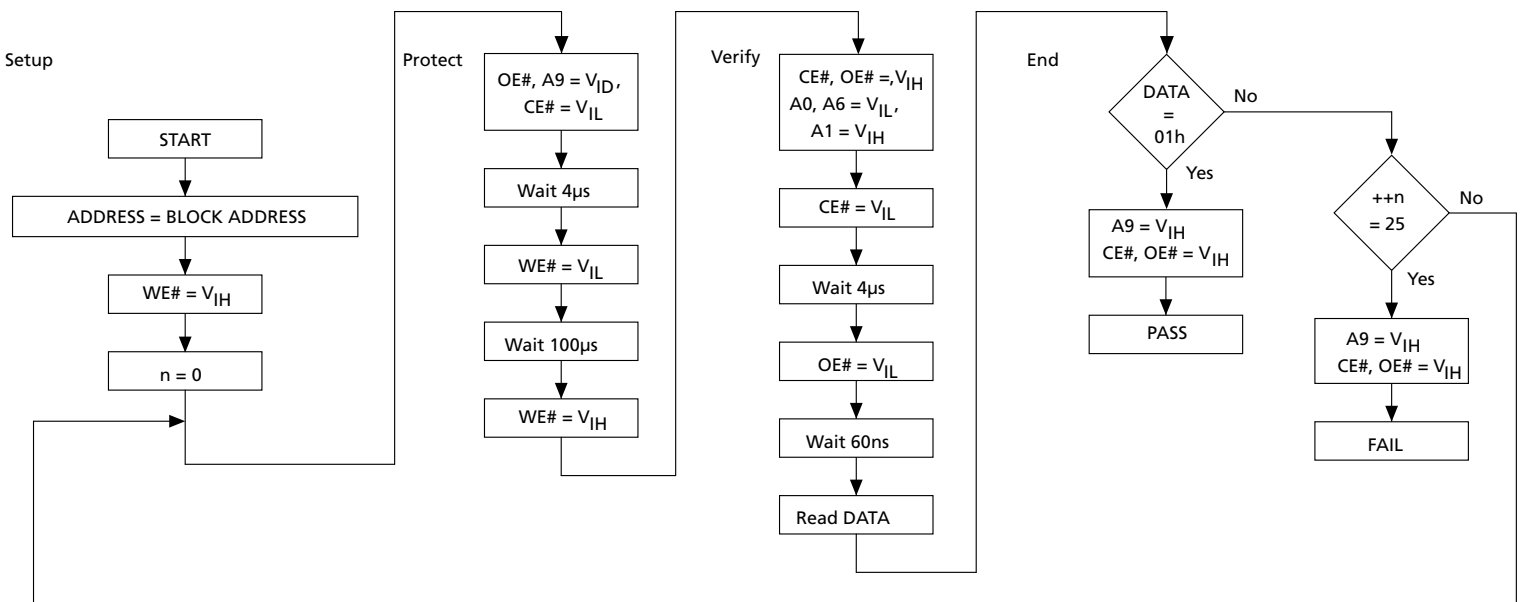 Setup
START
ADDRESS = BLOCK ADDRESS
WE# = VIH
n = 0
Protect
OE#, A9 = VID,
CE# = VIL
Wait 4µs
WE# = VIL
Wait 100µs
WE# = VIH
Verify
CE#, OE# =,VIH
A0, A6 = VIL,
A1 = VIH
CE# = VIL
Wait 4µs
OE# = VIL
Wait 60ns
Read DATA
End
DATA
=
01h
No
Yes
A9 = VIH
CE#, OE# = VIH
PASS
++n
= 25
No
Yes
A9 = VIH
CE#, OE# = VIH
FAIL